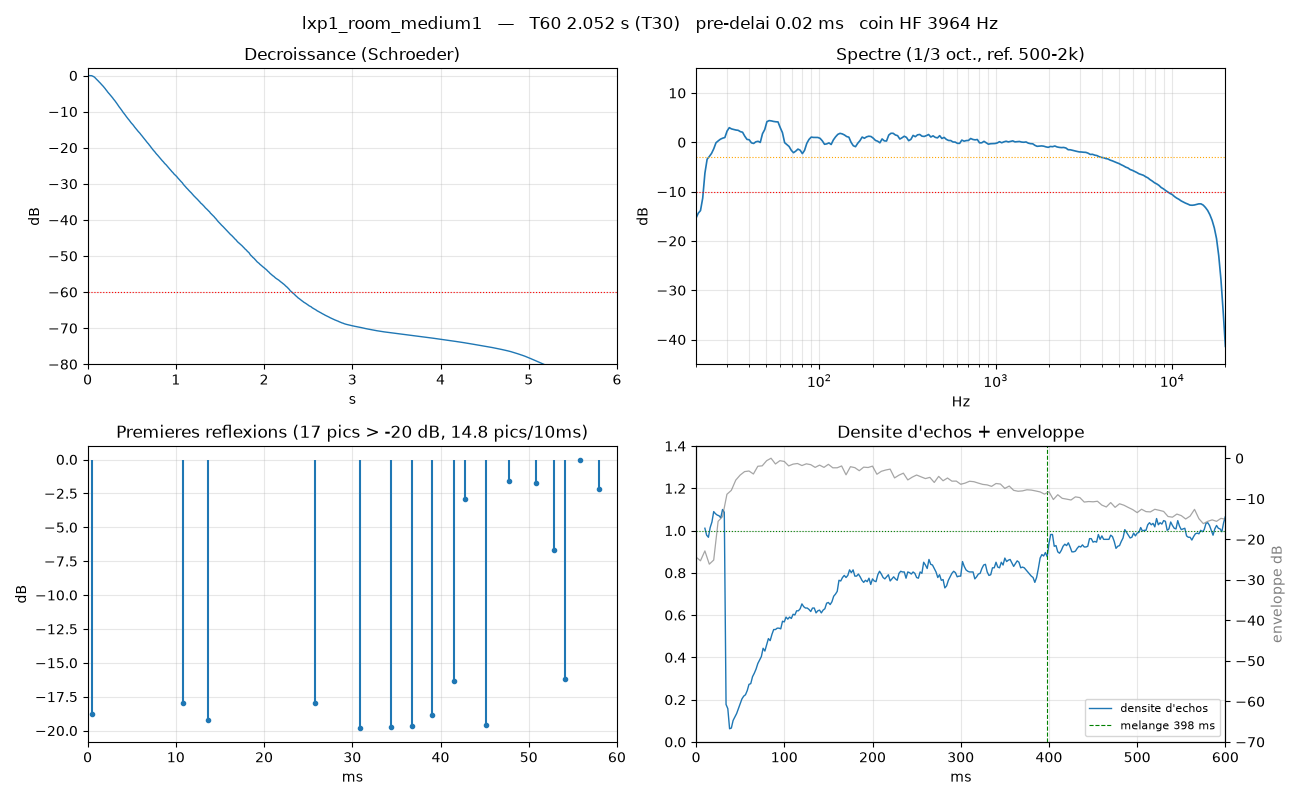 lxp1_room_medium1 — T60 2.052 s (T30) pre-delai 0.02 ms coin HF 3964 Hz
Decroissance (Schroeder)
0
−10
−20
−30
−40
−50
−60
−70
−80
dB
0 1 2 3 4 5 6
s
Spectre (1/3 oct., ref. 500-2k)
10
0
−10
−20
−30
−40
dB
10² 10³ 10⁴
Hz
Premieres reflexions (17 pics > -20 dB, 14.8 pics/10ms)
0.0
−2.5
−5.0
−7.5
−10.0
−12.5
−15.0
−17.5
−20.0
dB
0 10 20 30 40 50 60
ms
Densite d'echos + enveloppe
1.4
1.2
1.0
0.8
0.6
0.4
0.2
0.0
0
−10
−20
−30
−40
−50
−60
−70
enveloppe dB
densite d'echos
melange 398 ms
0 100 200 300 400 500 600
ms